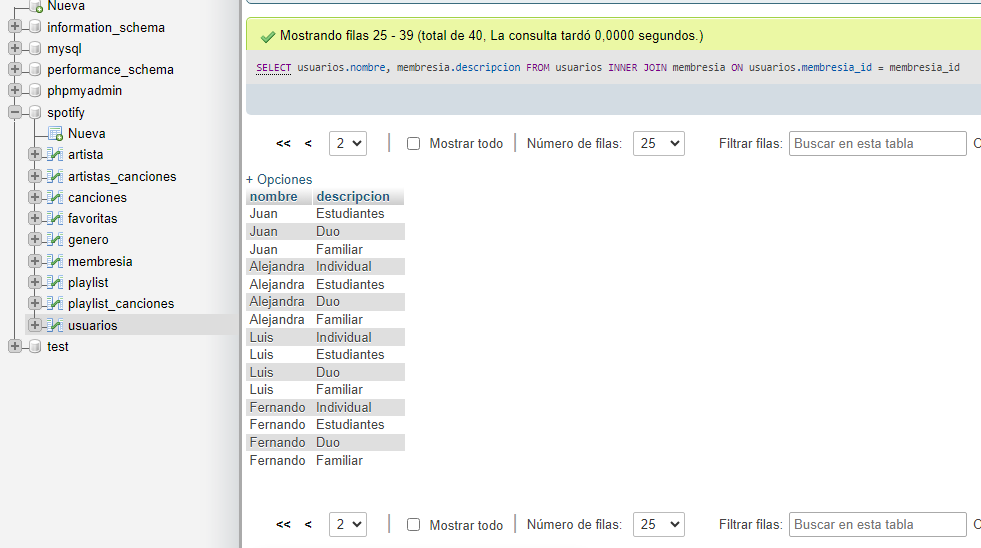 Nueva
information_schema
mysql
performance_schema
phpmyadmin
spotify
Nueva
artista
artistas_canciones
canciones
favoritas
genero
membresia
playlist
playlist_canciones
usuarios
test
Mostrando filas 25 - 39 (total de 40, La consulta tardó 0,0000 segundos.)
SELECT usuarios.nombre, membresia.descripcion FROM usuarios INNER JOIN membresia ON usuarios.membresia_id = membresia_id
<< < 2 Mostrar todo Número de filas: 25 Filtrar filas: Buscar en esta tabla
+ Opciones
nombre descripcion
Juan Estudiantes
Juan Duo
Juan Familiar
Alejandra Individual
Alejandra Estudiantes
Alejandra Duo
Alejandra Familiar
Luis Individual
Luis Estudiantes
Luis Duo
Luis Familiar
Fernando Individual
Fernando Estudiantes
Fernando Duo
Fernando Familiar
<< < 2 Mostrar todo Número de filas: 25 Filtrar filas: Buscar en esta tabla